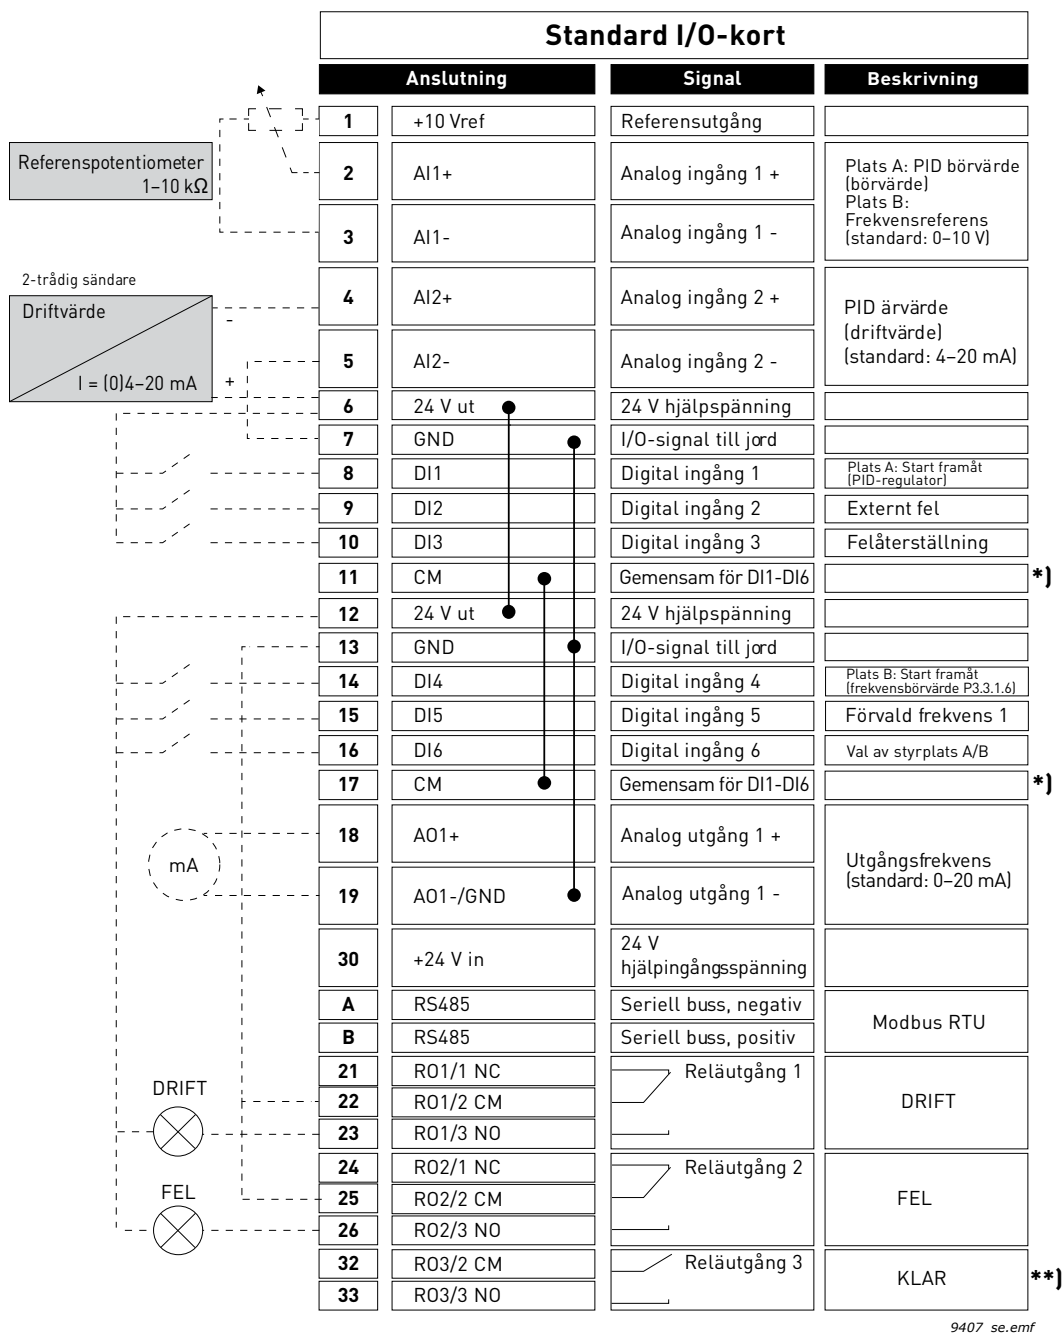 Standard I/O-kort
Anslutning Signal Beskrivning
1 +10 Vref Referensutgång
Referenspotentiometer
1–10 kΩ
2 AI1+ Analog ingång 1 +
Plats A: PID börvärde
(börvärde)
Plats B:
Frekvensreferens
(standard: 0–10 V)
3 AI1- Analog ingång 1 -
2-trådig sändare
Driftvärde
-
I = (0)4–20 mA
+
4 AI2+ Analog ingång 2 +
PID ärvärde
(driftvärde)
(standard: 4–20 mA)
5 AI2- Analog ingång 2 -
6 24 V ut 24 V hjälpspänning
7 GND I/O-signal till jord
8 DI1 Digital ingång 1
Plats A: Start framåt
(PID-regulator)
9 DI2 Digital ingång 2 Externt fel
10 DI3 Digital ingång 3 Felåterställning
11 CM Gemensam för DI1-DI6 *)
12 24 V ut 24 V hjälpspänning
13 GND I/O-signal till jord
14 DI4 Digital ingång 4
Plats B: Start framåt
(frekvensbörvärde P3.3.1.6)
15 DI5 Digital ingång 5 Förvald frekvens 1
16 DI6 Digital ingång 6 Val av styrplats A/B
17 CM Gemensam för DI1-DI6 *)
mA
18 AO1+ Analog utgång 1 +
Utgångsfrekvens
(standard: 0–20 mA)
19 AO1-/GND Analog utgång 1 -
30 +24 V in
24 V
hjälpingångsspänning
A RS485 Seriell buss, negativ
Modbus RTU
B RS485 Seriell buss, positiv
21 RO1/1 NC Reläutgång 1
DRIFT
22 RO1/2 CM DRIFT
23 RO1/3 NO
24 RO2/1 NC Reläutgång 2
FEL
25 RO2/2 CM FEL
26 RO2/3 NO
32 RO3/2 CM Reläutgång 3
KLAR **)
33 RO3/3 NO
9407_se.emf